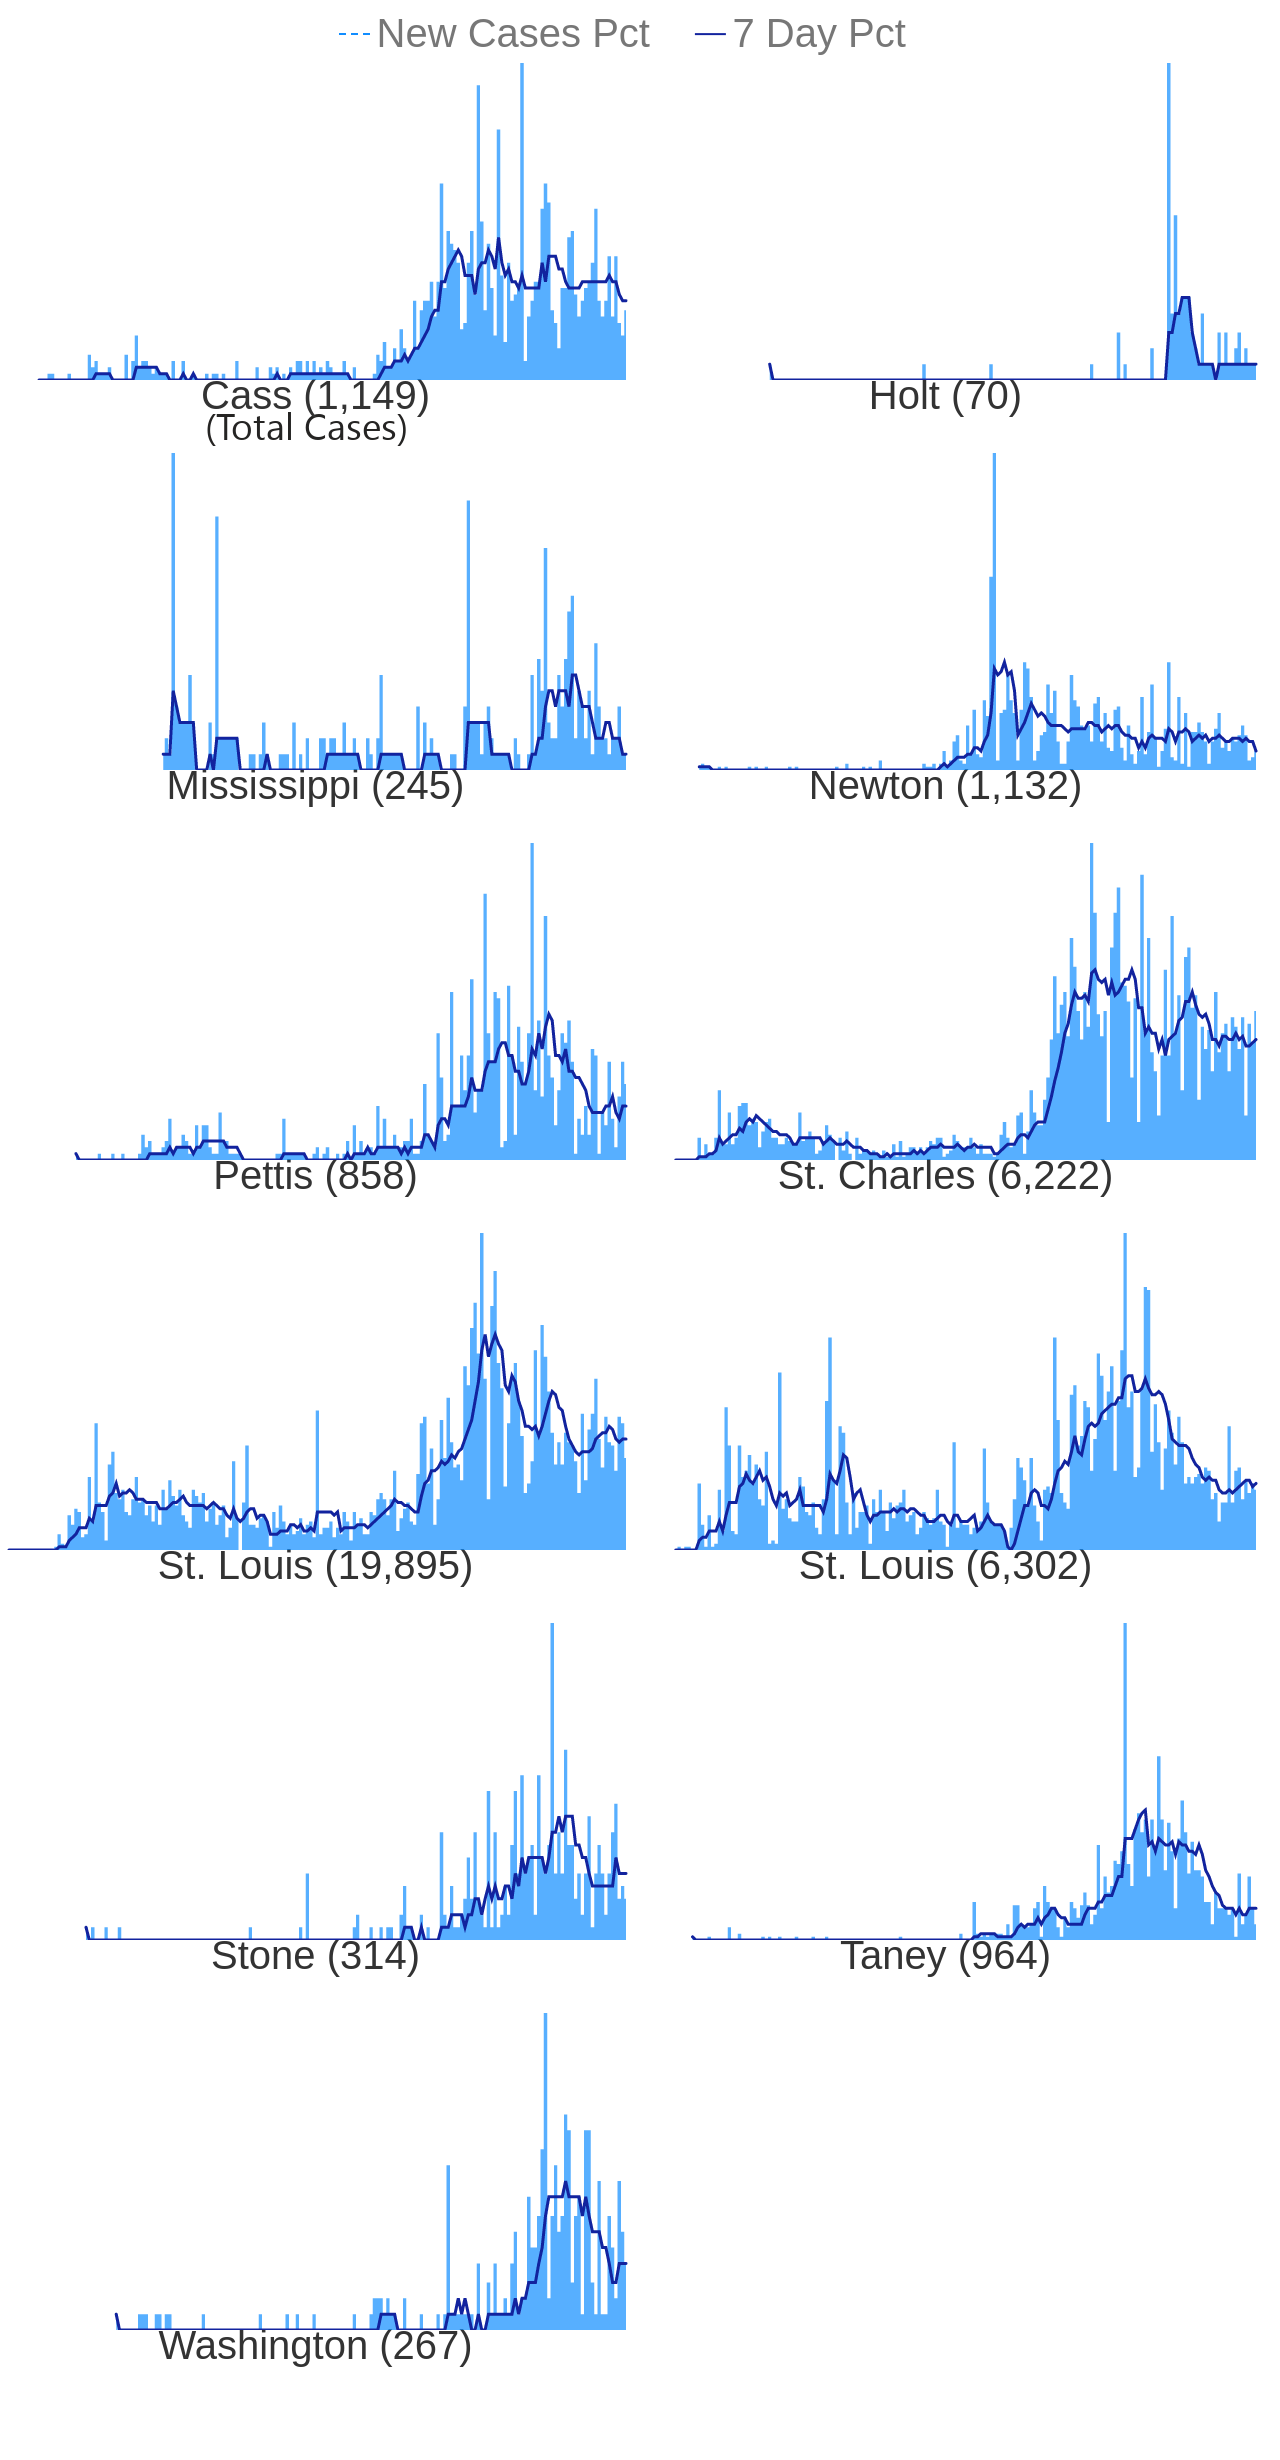 New Cases Pct 7 Day Pct
Cass (1,149)
(Total Cases)
Holt (70)
Mississippi (245)
Newton (1,132)
Pettis (858)
St. Charles (6,222)
St. Louis (19,895)
St. Louis (6,302)
Stone (314)
Taney (964)
Washington (267)